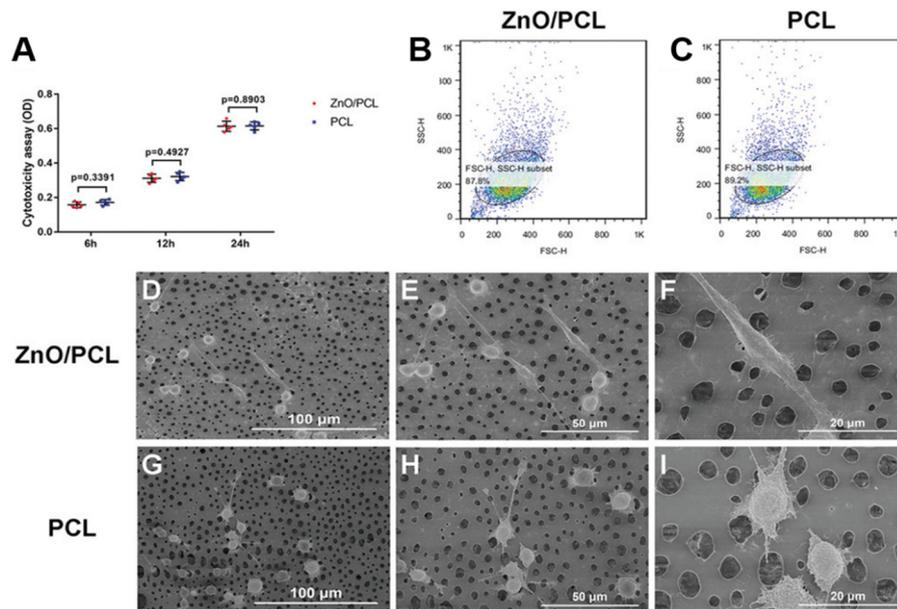 ZnO/PCL
PCL
A
B
C
p=0.8903
p=0.4927
p=0.3391
ZnO/PCL
PCL
Cytotoxicity assay (OD)
0.8
0.6
0.4
0.2
0.0
6h
12h
24h
1K
800
600
400
200
0
SSC-H
FSC-H, SSC-H subset
87.8%
0
200
400
600
800
1K
FSC-H
1K
800
600
400
200
0
SSC-H
FSC-H, SSC-H subset
89.2%
0
200
400
600
800
1K
FSC-H
ZnO/PCL
D
100 μm
E
50 μm
F
20 μm
PCL
G
100 μm
H
50 μm
I
20 μm